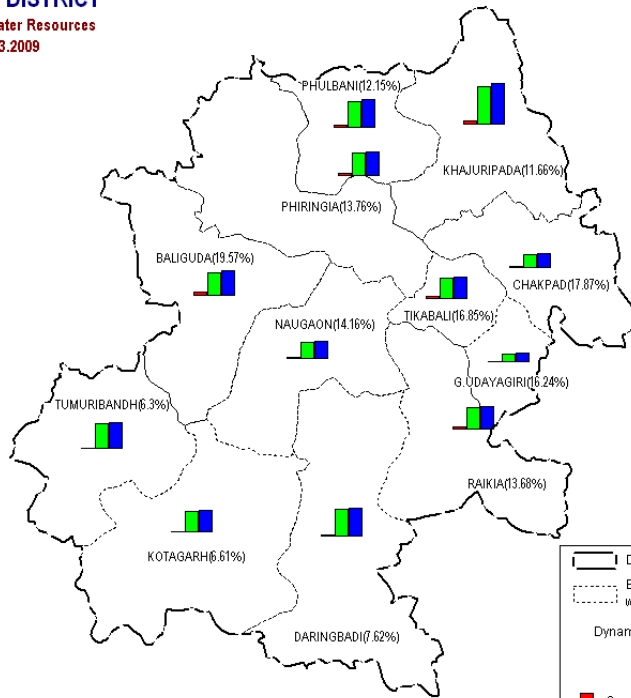 DISTRICT
ater Resources
3.2009
PHULBANI(12.15%)
KHAJURIPADA(11.66%)
PHIRINGIA(13.76%)
BALIGUDA(19.57%)
CHAKPAD(17.87%)
TIKABALI(16.85%)
NAUGAON(14.16%)
G.UDAYAGIRI(16.24%)
TUMURIBANDH(6.3%)
RAIKIA(13.68%)
KOTAGARH(6.61%)
DARINGBADI(7.62%)
Dynam